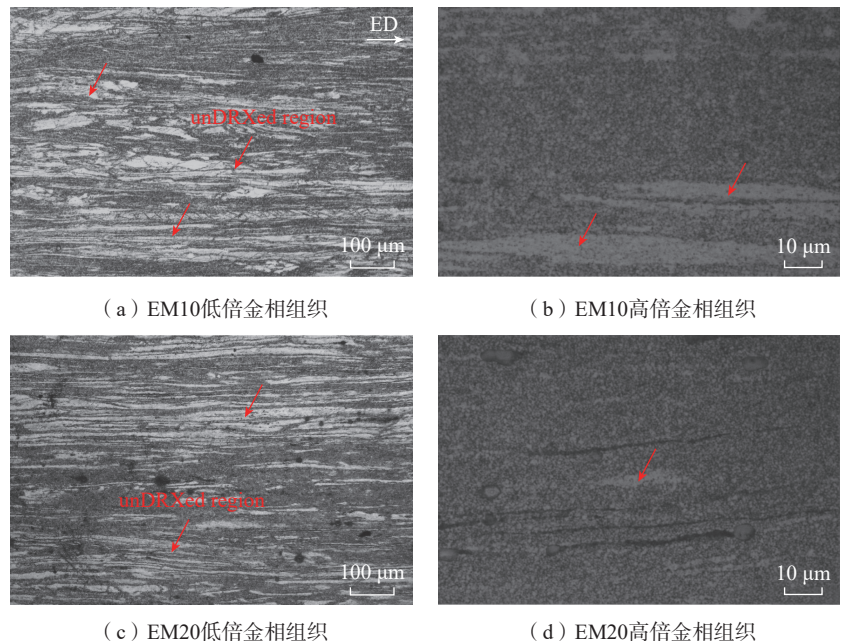 ED
unDRXed region
100 μm
10 μm
（a）EM10低倍金相组织
（b）EM10高倍金相组织
unDRXed region
100 μm
10 μm
（c）EM20低倍金相组织
（d）EM20高倍金相组织